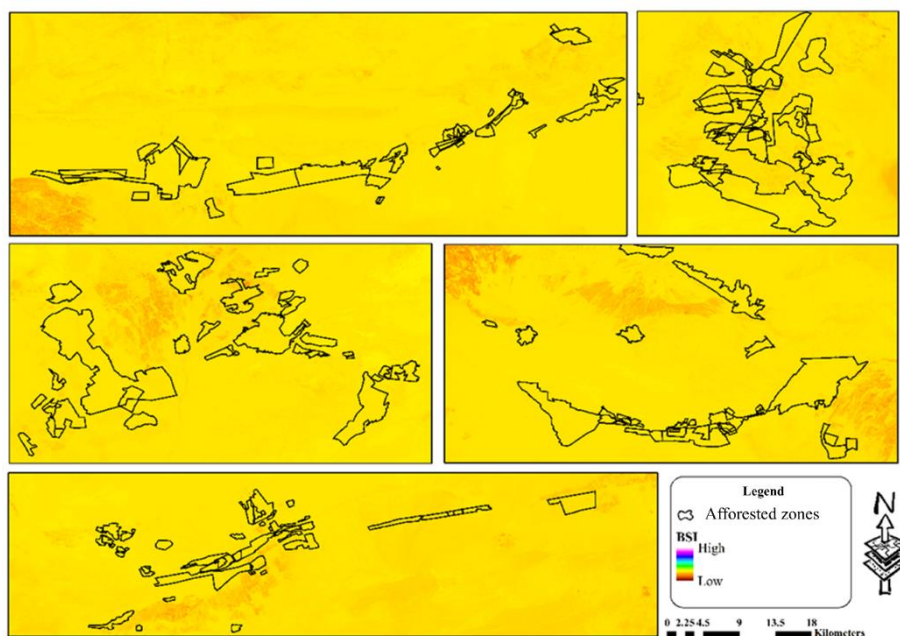 Legend
Afforested zones
BSI
High
Low
N
0 2.25 4.5 9 13.5 18
Kilometers